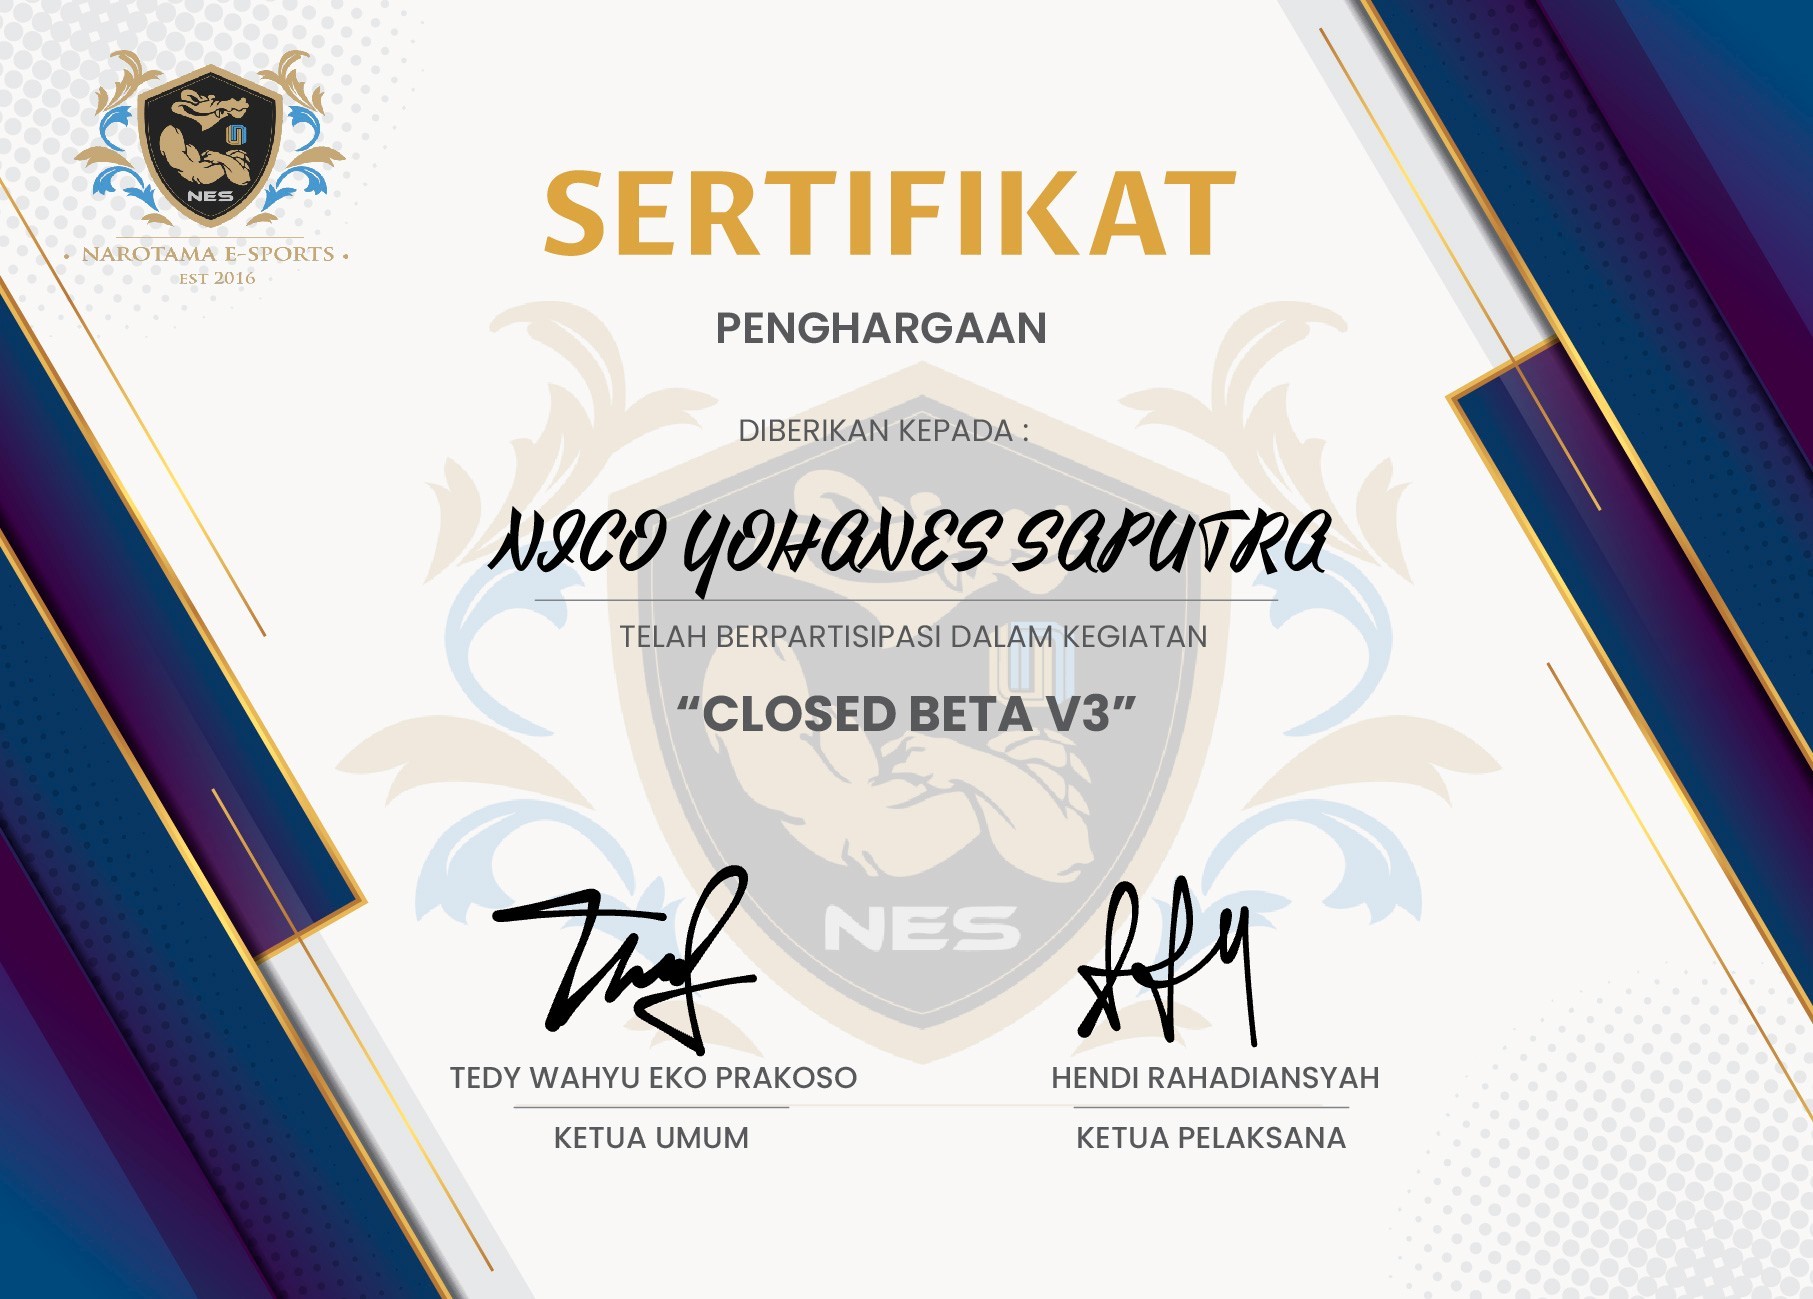 NES
NAROTAMA E-SPORTS
EST 2016
SERTIFIKAT
PENGHARGAAN
DIBERIKAN KEPADA :
NICO YOHANES SAPUTRA
TELAH BERPARTISIPASI DALAM KEGIATAN
“CLOSED BETA V3”
NES
TEDY WAHYU EKO PRAKOSO
KETUA UMUM
HENDI RAHADIANSYAH
KETUA PELAKSANA